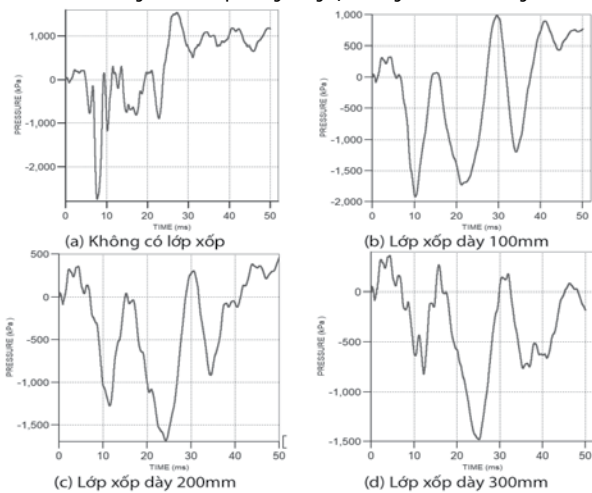 1,000
0
-1,000
-2,000
PRESSURE (kPa)
0 10 20 30 40 50
TIME (ms)
(a) Không có lớp xốp
1,000
500
0
-500
-1,000
-1,500
-2,000
PRESSURE (kPa)
0 10 20 30 40 50
TIME (ms)
(b) Lớp xốp dày 100mm
500
0
-500
-1,000
-1,500
PRESSURE (kPa)
0 10 20 30 40 50
TIME (ms)
(c) Lớp xốp dày 200mm
0
-500
-1,000
-1,500
PRESSURE (kPa)
0 10 20 30 40 50
TIME (ms)
(d) Lớp xốp dày 300mm